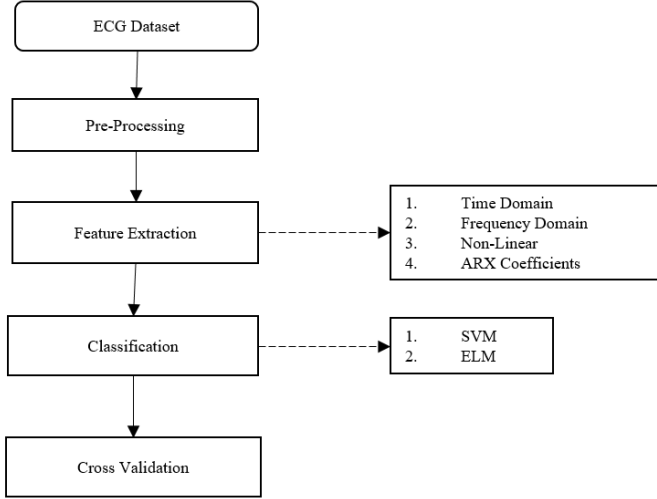 ECG Dataset
Pre-Processing
Feature Extraction
1. Time Domain
2. Frequency Domain
3. Non-Linear
4. ARX Coefficients
Classification
1. SVM
2. ELM
Cross Validation